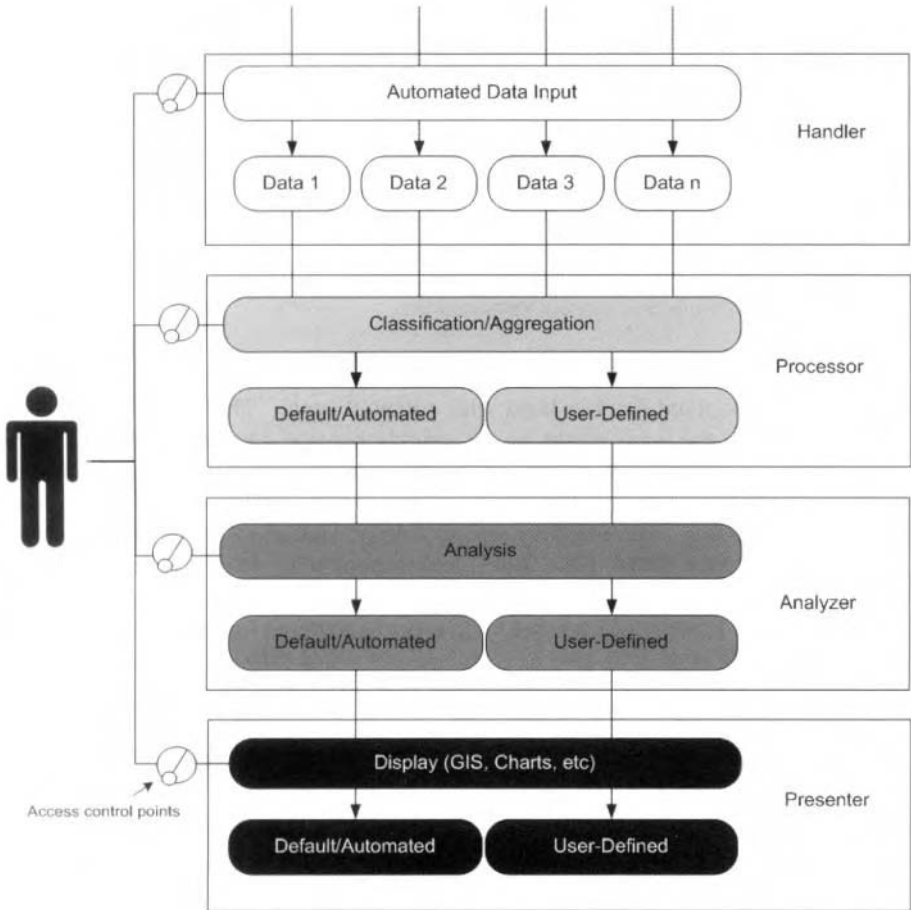 Automated Data Input
Handler
Data 1
Data 2
Data 3
Data n
Classification/Aggregation
Processor
Default/Automated
User-Defined
Analysis
Analyzer
Default/Automated
User-Defined
Display (GIS, Charts, etc)
Presenter
Access control points
Default/Automated
User-Defined